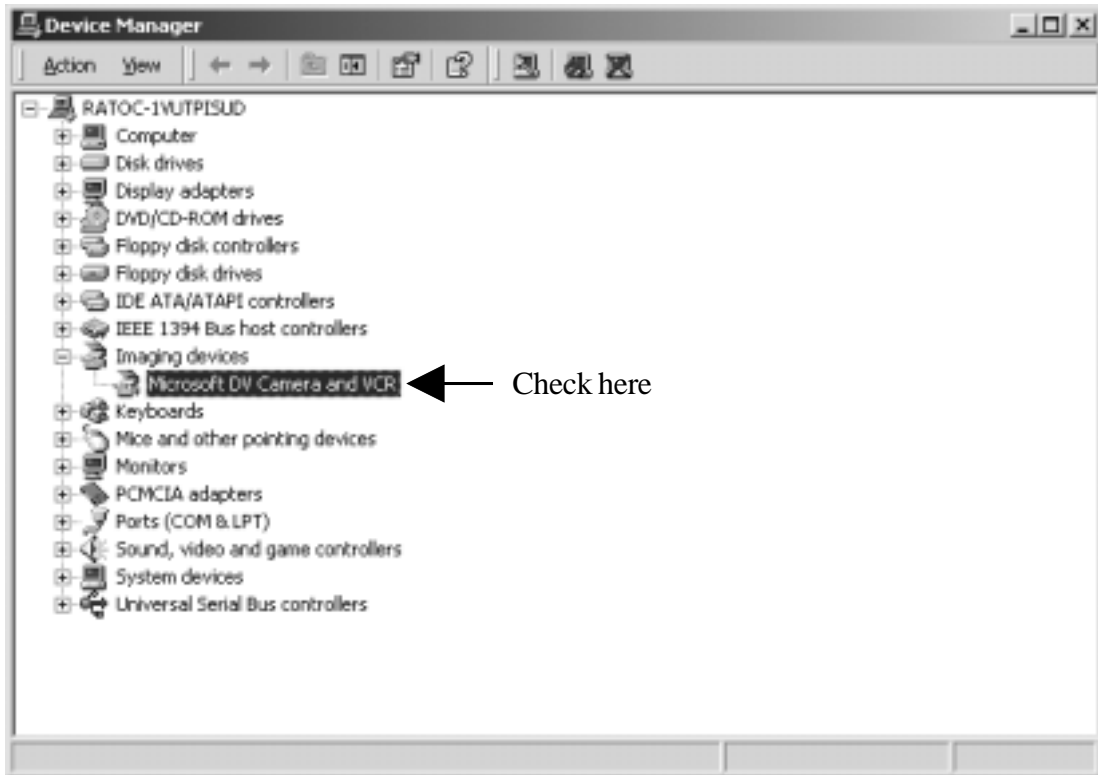 Device Manager
Action View
RATOC-1VUTPISUD
Computer
Disk drives
Display adapters
DVD/CD-ROM drives
Floppy disk controllers
Floppy disk drives
IDE ATA/ATAPI controllers
IEEE 1394 Bus host controllers
Imaging devices
Microsoft DV Camera and VCR Check here
Keyboards
Mice and other pointing devices
Monitors
PCMCIA adapters
Ports (COM & LPT)
Sound, video and game controllers
System devices
Universal Serial Bus controllers